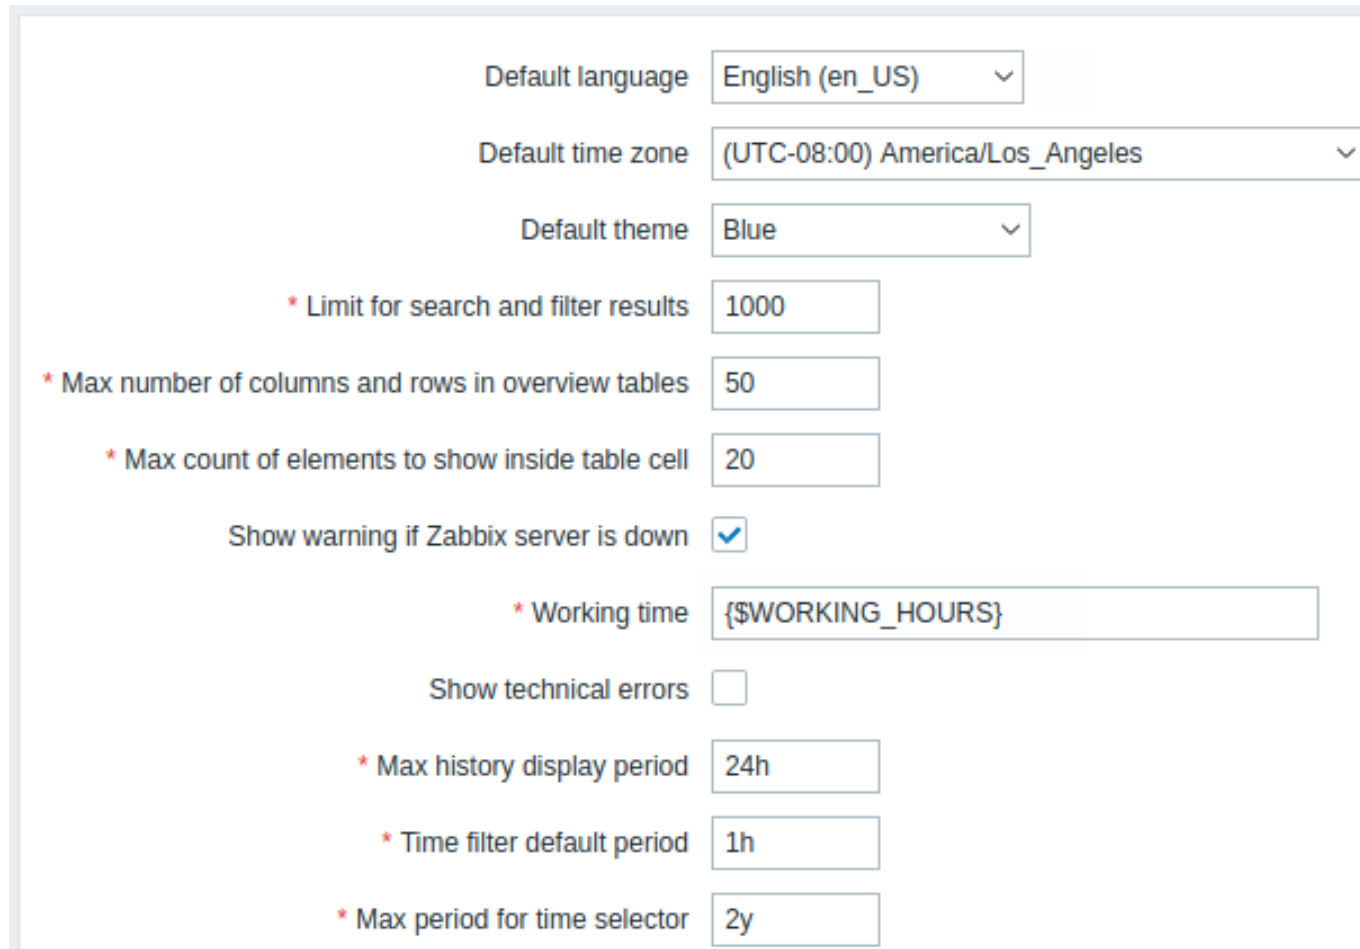 Default language English (en_US)
Default time zone (UTC-08:00) America/Los_Angeles
Default theme Blue
* Limit for search and filter results 1000
* Max number of columns and rows in overview tables 50
* Max count of elements to show inside table cell 20
Show warning if Zabbix server is down
* Working time {$WORKING_HOURS}
Show technical errors
* Max history display period 24h
* Time filter default period 1h
* Max period for time selector 2y